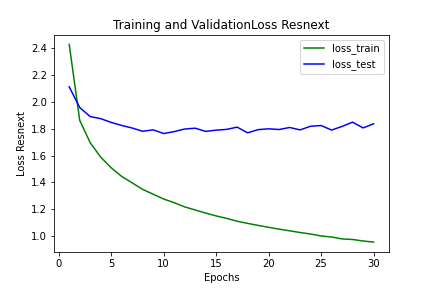 Training and ValidationLoss Resnext
loss_train
loss_test
Loss Resnext
2.4
2.2
2.0
1.8
1.6
1.4
1.2
1.0
0 5 10 15 20 25 30
Epochs